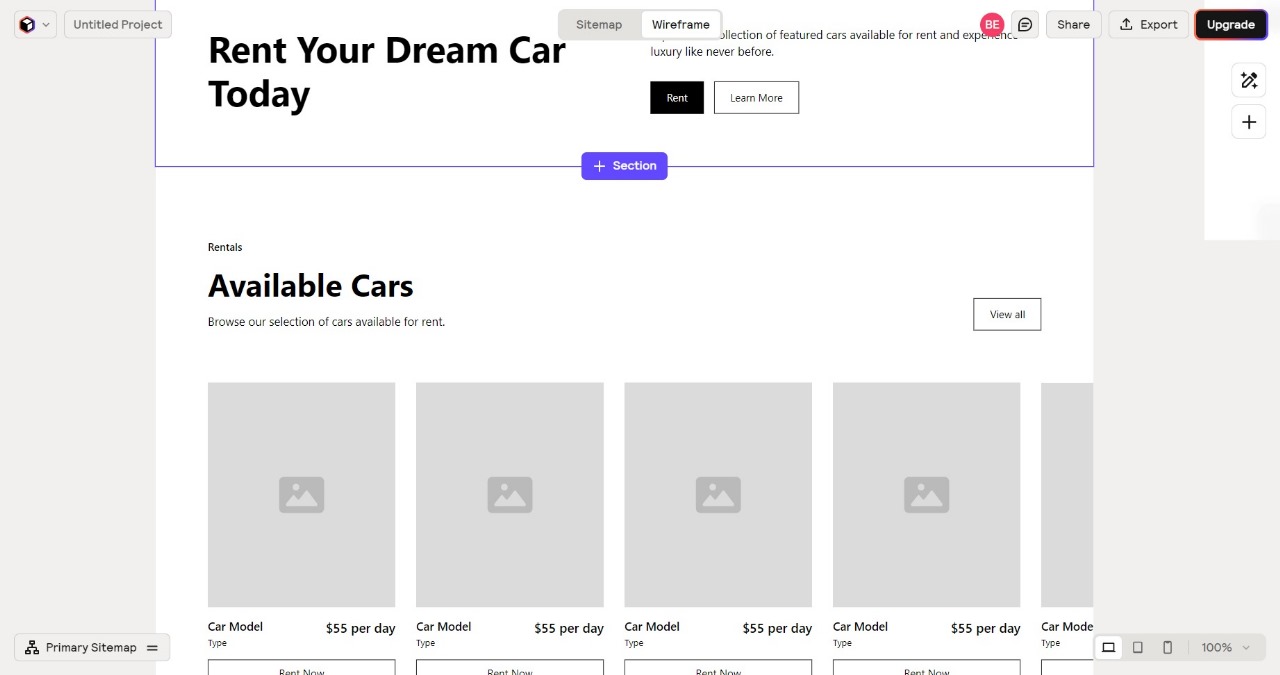 Untitled Project
Sitemap
Wireframe
BE
Share
Export
Upgrade
Rent Your Dream Car
Today
collection of featured cars available for rent and experience
luxury like never before.
Rent
Learn More
Section
Rentals
Available Cars
Browse our selection of cars available for rent.
View all
Car Model
$55 per day
Type
Rent Now
Car Model
$55 per day
Type
Rent Now
Car Model
$55 per day
Type
Rent Now
Car Model
$55 per day
Type
Rent Now
Car Mode
Type
Primary Sitemap
100%